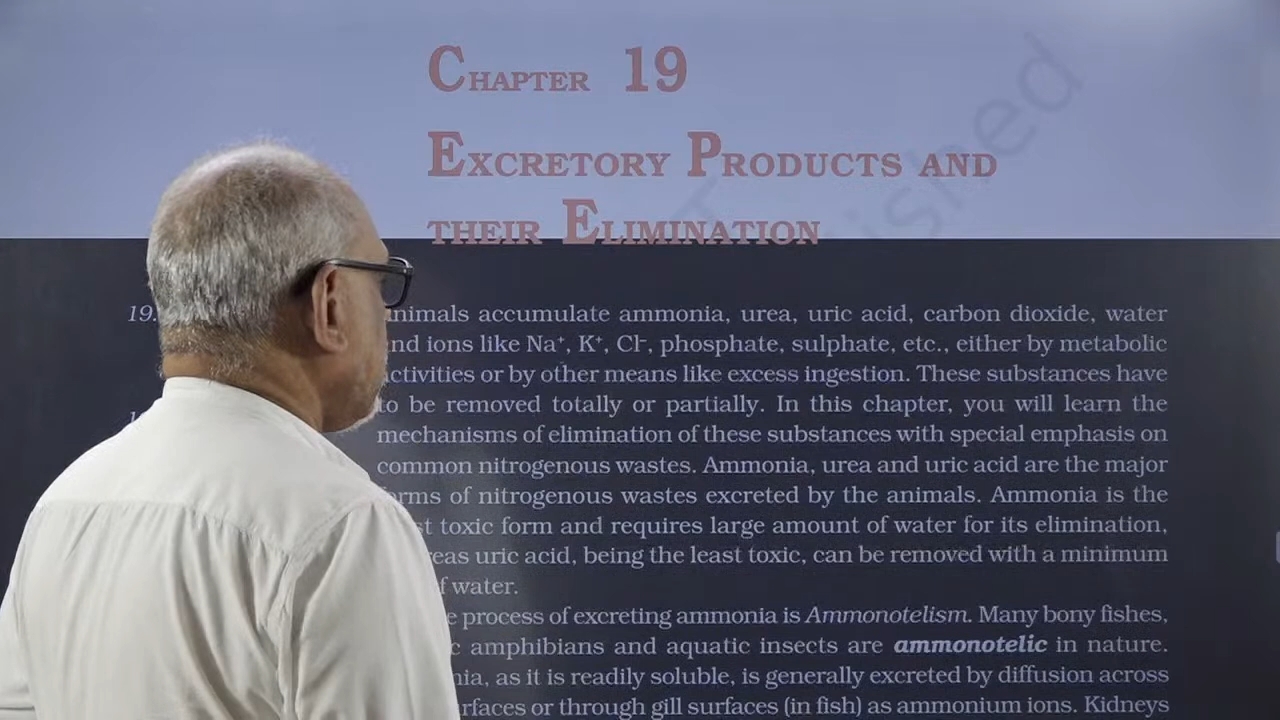 CHAPTER 19
EXCRETORY PRODUCTS AND
THEIR ELIMINATION
19.
accumulate ammonia, urea, uric acid, carbon dioxide, water
ions like Na⁺, K⁺, Cl⁻, phosphate, sulphate, etc., either by metabolic
or by other means like excess ingestion. These substances have
to be removed totally or partially. In this chapter, you will learn the
mechanisms of elimination of these substances with special emphasis on
common nitrogenous wastes. Ammonia, urea and uric acid are the major
of nitrogenous wastes excreted by the animals. Ammonia is the
toxic form and requires large amount of water for its elimination,
uric acid, being the least toxic, can be removed with a minimum
water.
process of excreting ammonia is Ammonotelism. Many bony fishes,
amphibians and aquatic insects are ammonotelic in nature.
as it is readily soluble, is generally excreted by diffusion across
or through gill surfaces (in fish) as ammonium ions. Kidneys